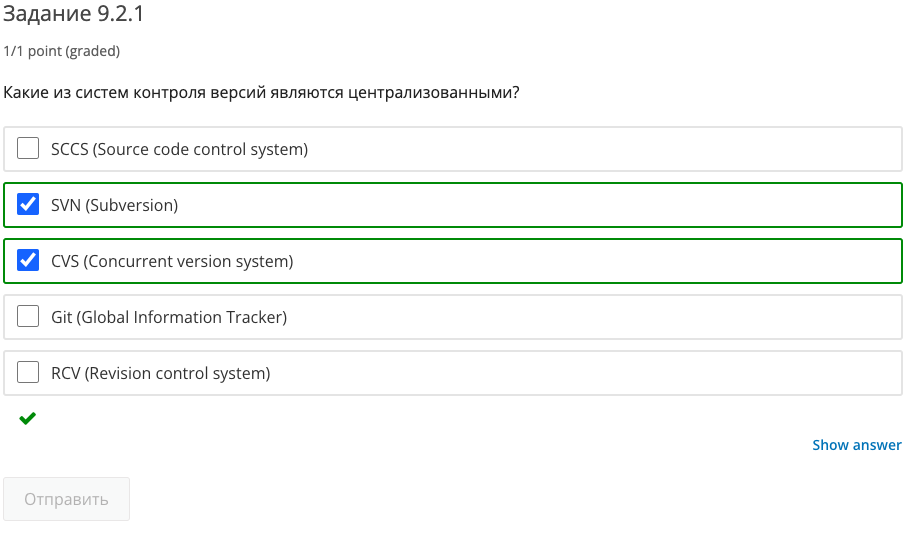 Задание 9.2.1
1/1 point (graded)
Какие из систем контроля версий являются централизованными?
SCCS (Source code control system)
SVN (Subversion)
CVS (Concurrent version system)
Git (Global Information Tracker)
RCV (Revision control system)
Show answer
Отправить